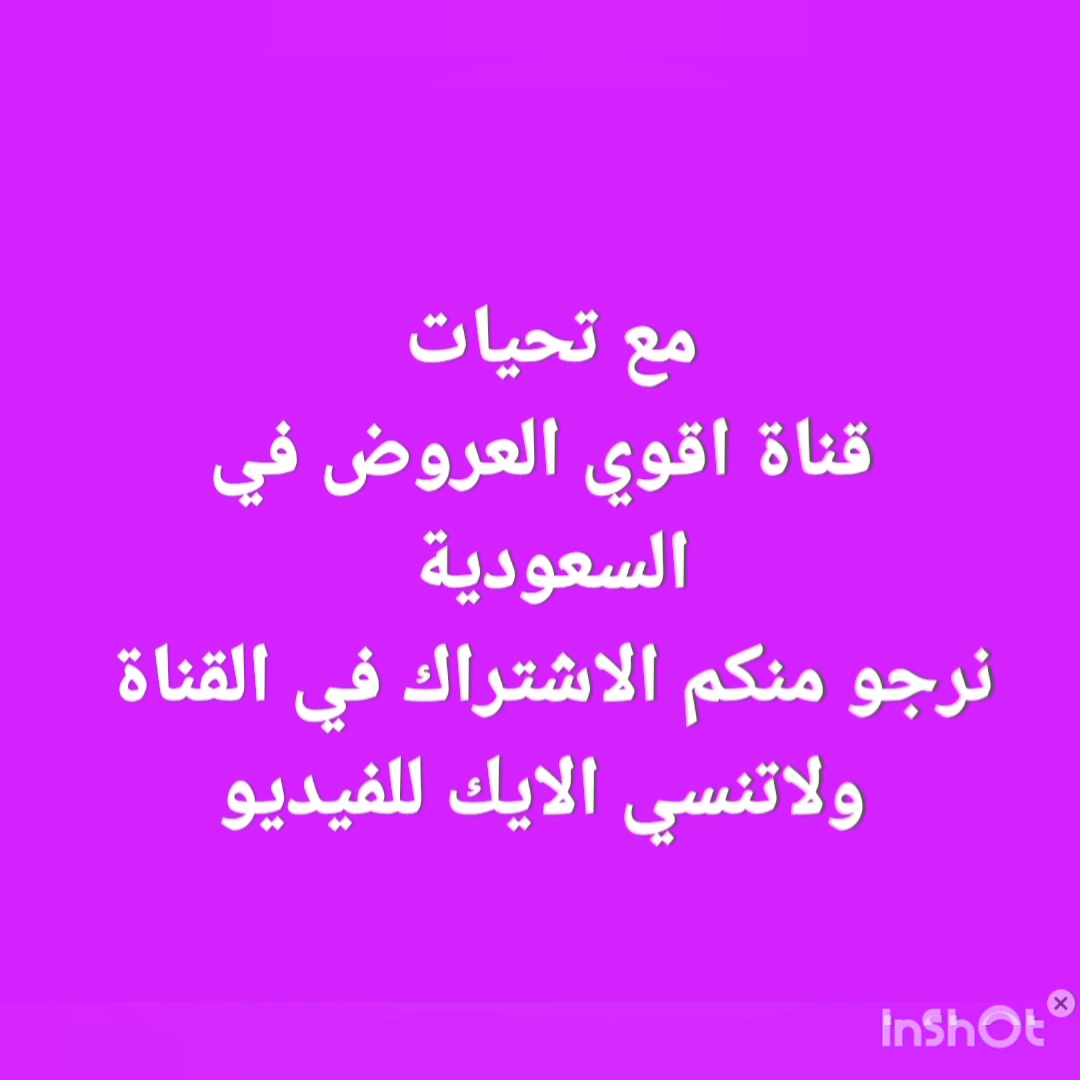 مع تحيات
قناة اقوي العروض في
السعودية
نرجو منكم الاشتراك في القناة
ولاتنسي الايك للفيديو
InShOt